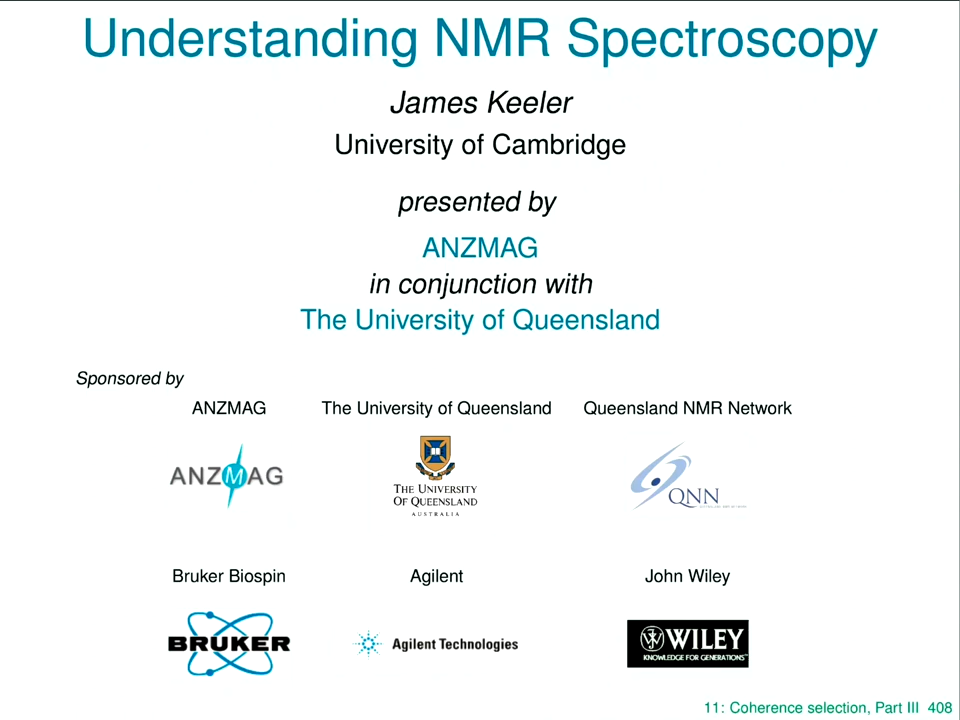 Understanding NMR Spectroscopy
James Keeler
University of Cambridge
presented by
ANZMAG
in conjunction with
The University of Queensland
Sponsored by
ANZMAG The University of Queensland Queensland NMR Network
ANZMAG
THE UNIVERSITY
OF QUEENSLAND
AUSTRALIA
QNN
Bruker Biospin Agilent John Wiley
BRUKER
Agilent Technologies
WILEY
KNOWLEDGE FOR GENERATIONS™
11: Coherence selection, Part III 408